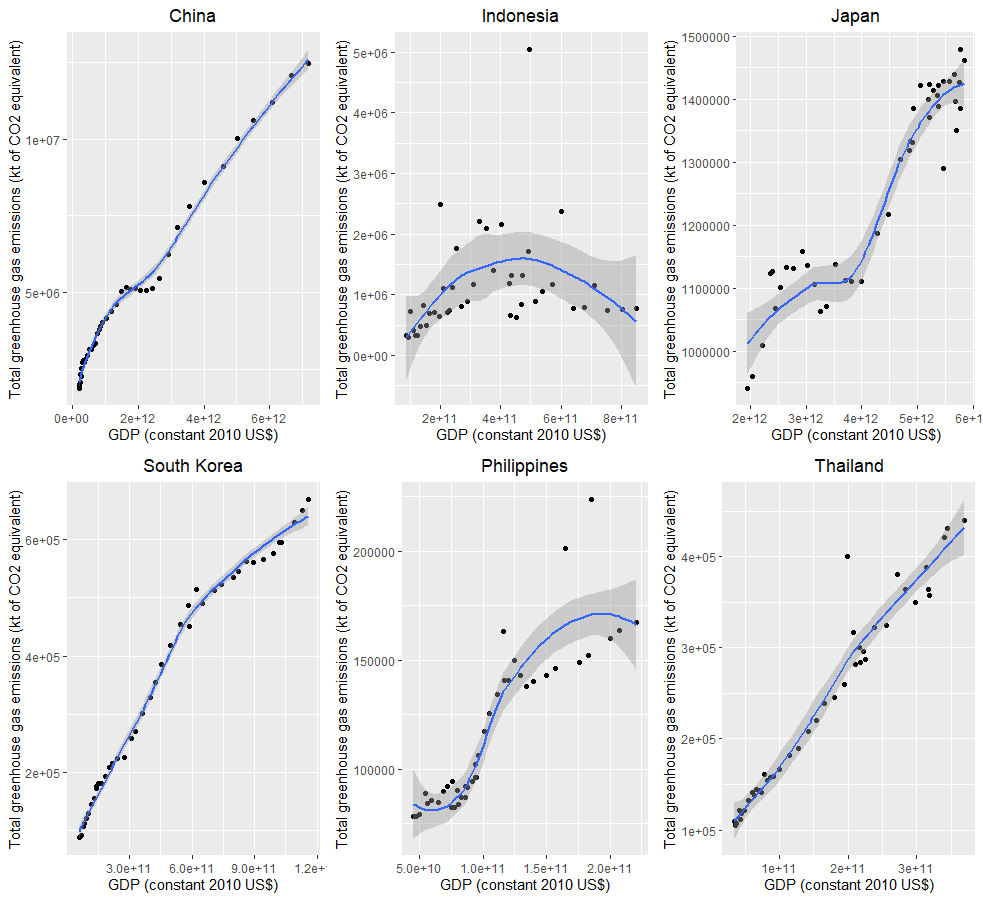 China
Total greenhouse gas emissions (kt of CO2 equivalent)
1e+07
5e+06
0e+00 2e+12 4e+12 6e+12
GDP (constant 2010 US$)
Indonesia
Total greenhouse gas emissions (kt of CO2 equivalent)
5e+06
4e+06
3e+06
2e+06
1e+06
0e+00
2e+11 4e+11 6e+11 8e+11
GDP (constant 2010 US$)
Japan
Total greenhouse gas emissions (kt of CO2 equivalent)
1500000
1400000
1300000
1200000
1100000
1000000
2e+12 3e+12 4e+12 5e+12 6e+1
GDP (constant 2010 US$)
South Korea
Total greenhouse gas emissions (kt of CO2 equivalent)
6e+05
4e+05
2e+05
3.0e+11 6.0e+11 9.0e+11 1.2e+
GDP (constant 2010 US$)
Philippines
Total greenhouse gas emissions (kt of CO2 equivalent)
200000
150000
100000
5.0e+10 1.0e+11 1.5e+11 2.0e+11
GDP (constant 2010 US$)
Thailand
Total greenhouse gas emissions (kt of CO2 equivalent)
4e+05
3e+05
2e+05
1e+05
1e+11 2e+11 3e+11
GDP (constant 2010 US$)